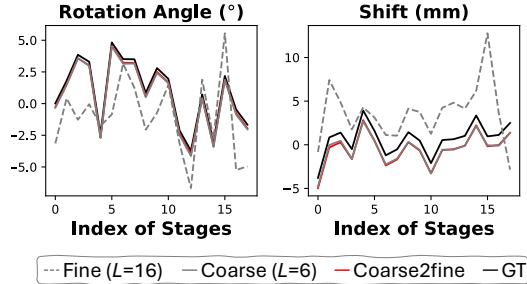 Rotation Angle (°)
Shift (mm)
5.0
2.5
0.0
−2.5
−5.0
0 5 10 15
Index of Stages
10
5
0
−5
0 5 10 15
Index of Stages
Fine (L=16) Coarse (L=6) Coarse2fine GT